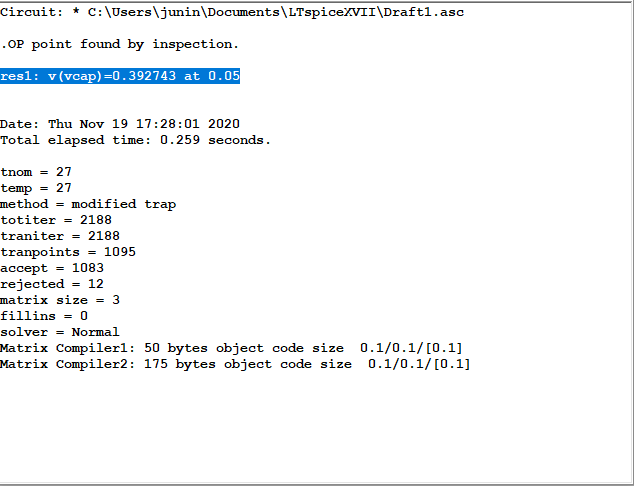 Circuit: * C:\Users\junin\Documents\LTspiceXVII\Draft1.asc
.OP point found by inspection.
res1: v(vcap)=0.392743 at 0.05
Date: Thu Nov 19 17:28:01 2020
Total elapsed time: 0.259 seconds.
tnom = 27
temp = 27
method = modified trap
totiter = 2188
traniter = 2188
tranpoints = 1095
accept = 1083
rejected = 12
matrix size = 3
fillins = 0
solver = Normal
Matrix Compiler1: 50 bytes object code size  0.1/0.1/[0.1]
Matrix Compiler2: 175 bytes object code size  0.1/0.1/[0.1]